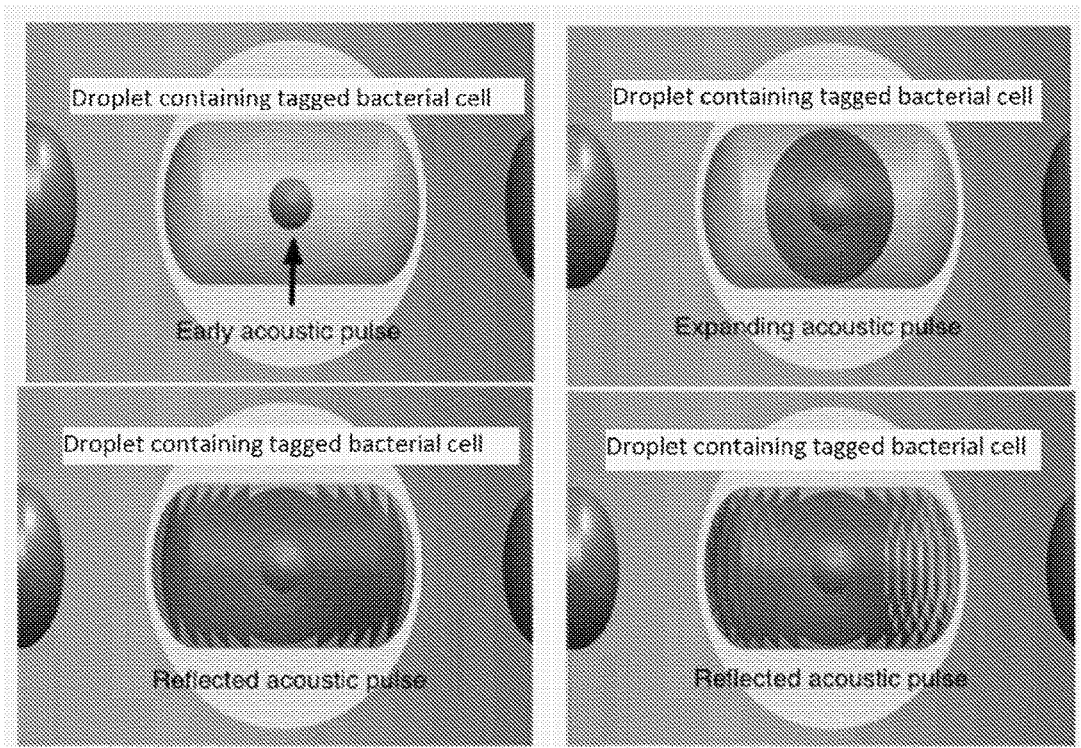 Droplet containing tagged bacterial cell
Early acoustic pulse
Droplet containing tagged bacterial cell
Expanding acoustic pulse
Droplet containing tagged bacterial cell
Reflected acoustic pulse
Droplet containing tagged bacterial cell
Reflected acoustic pulse